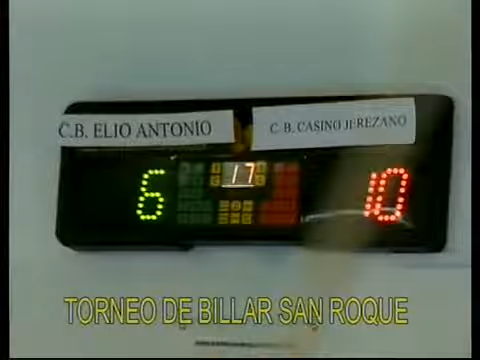 C.B. ELIO ANTONIO
C.B. CASINO JEREZANO
6
17
10
TORNEO DE BILLAR SAN ROQUE